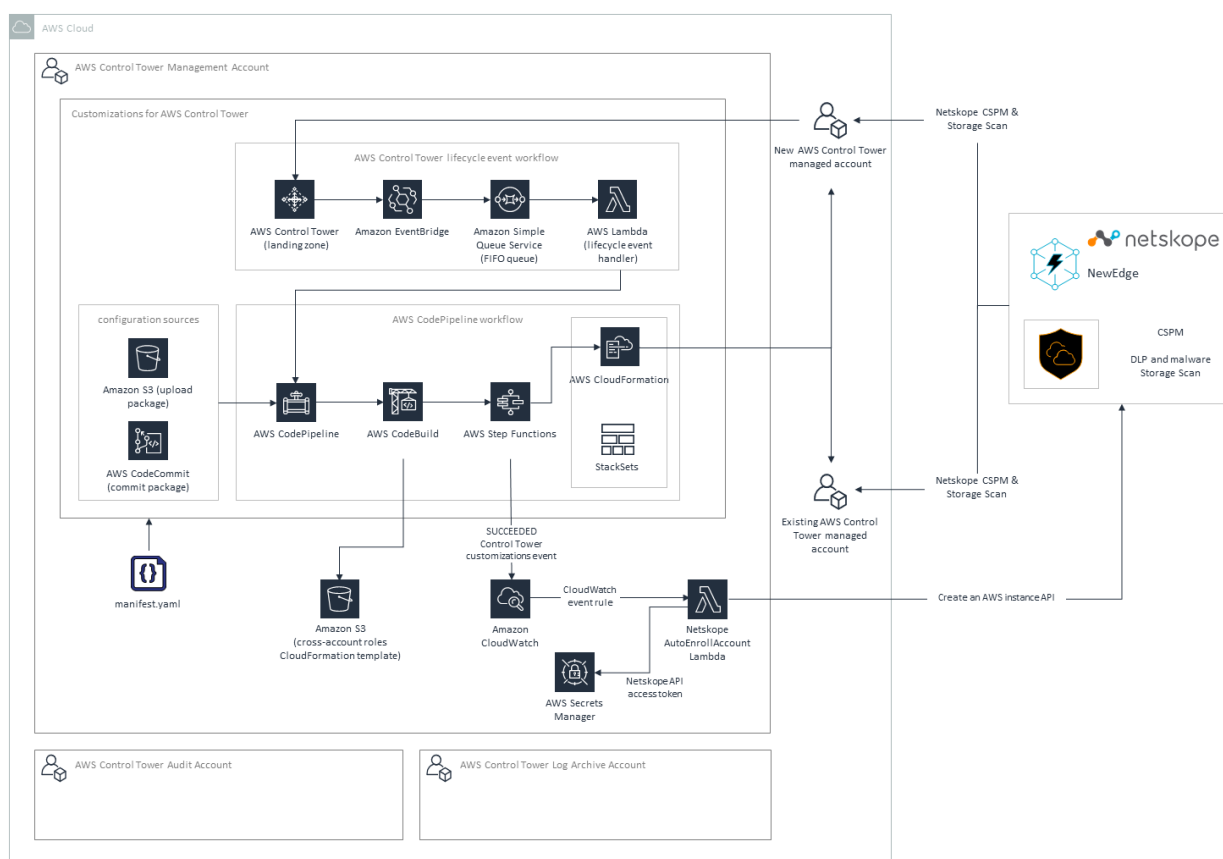 AWS Cloud
AWS Control Tower Management Account
Customizations for AWS Control Tower
AWS Control Tower lifecycle event workflow
AWS Control Tower
(landing zone)
Amazon EventBridge
Amazon Simple
Queue Service
(FIFO queue)
AWS Lambda
(lifecycle event
handler)
New AWS Control Tower
managed account
Netskope CSPM &
Storage Scan
netskope
NewEdge
CSPM
DLP and malware
Storage Scan
configuration sources
Amazon S3 (upload
package)
AWS CodeCommit
(commit package)
AWS CodePipeline workflow
AWS CodePipeline
AWS CodeBuild
AWS Step Functions
AWS CloudFormation
StackSets
Netskope CSPM &
Storage Scan
Existing AWS Control
Tower managed
account
manifest.yaml
SUCCEEDED
Control Tower
customizations event
Amazon S3
(cross-account roles
CloudFormation template)
Amazon
CloudWatch
CloudWatch
event rule
Netskope
AutoEnrollAccount
Lambda
Create an AWS instance API
Netskope API
access token
AWS Secrets
Manager
AWS Control Tower Audit Account
AWS Control Tower Log Archive Account